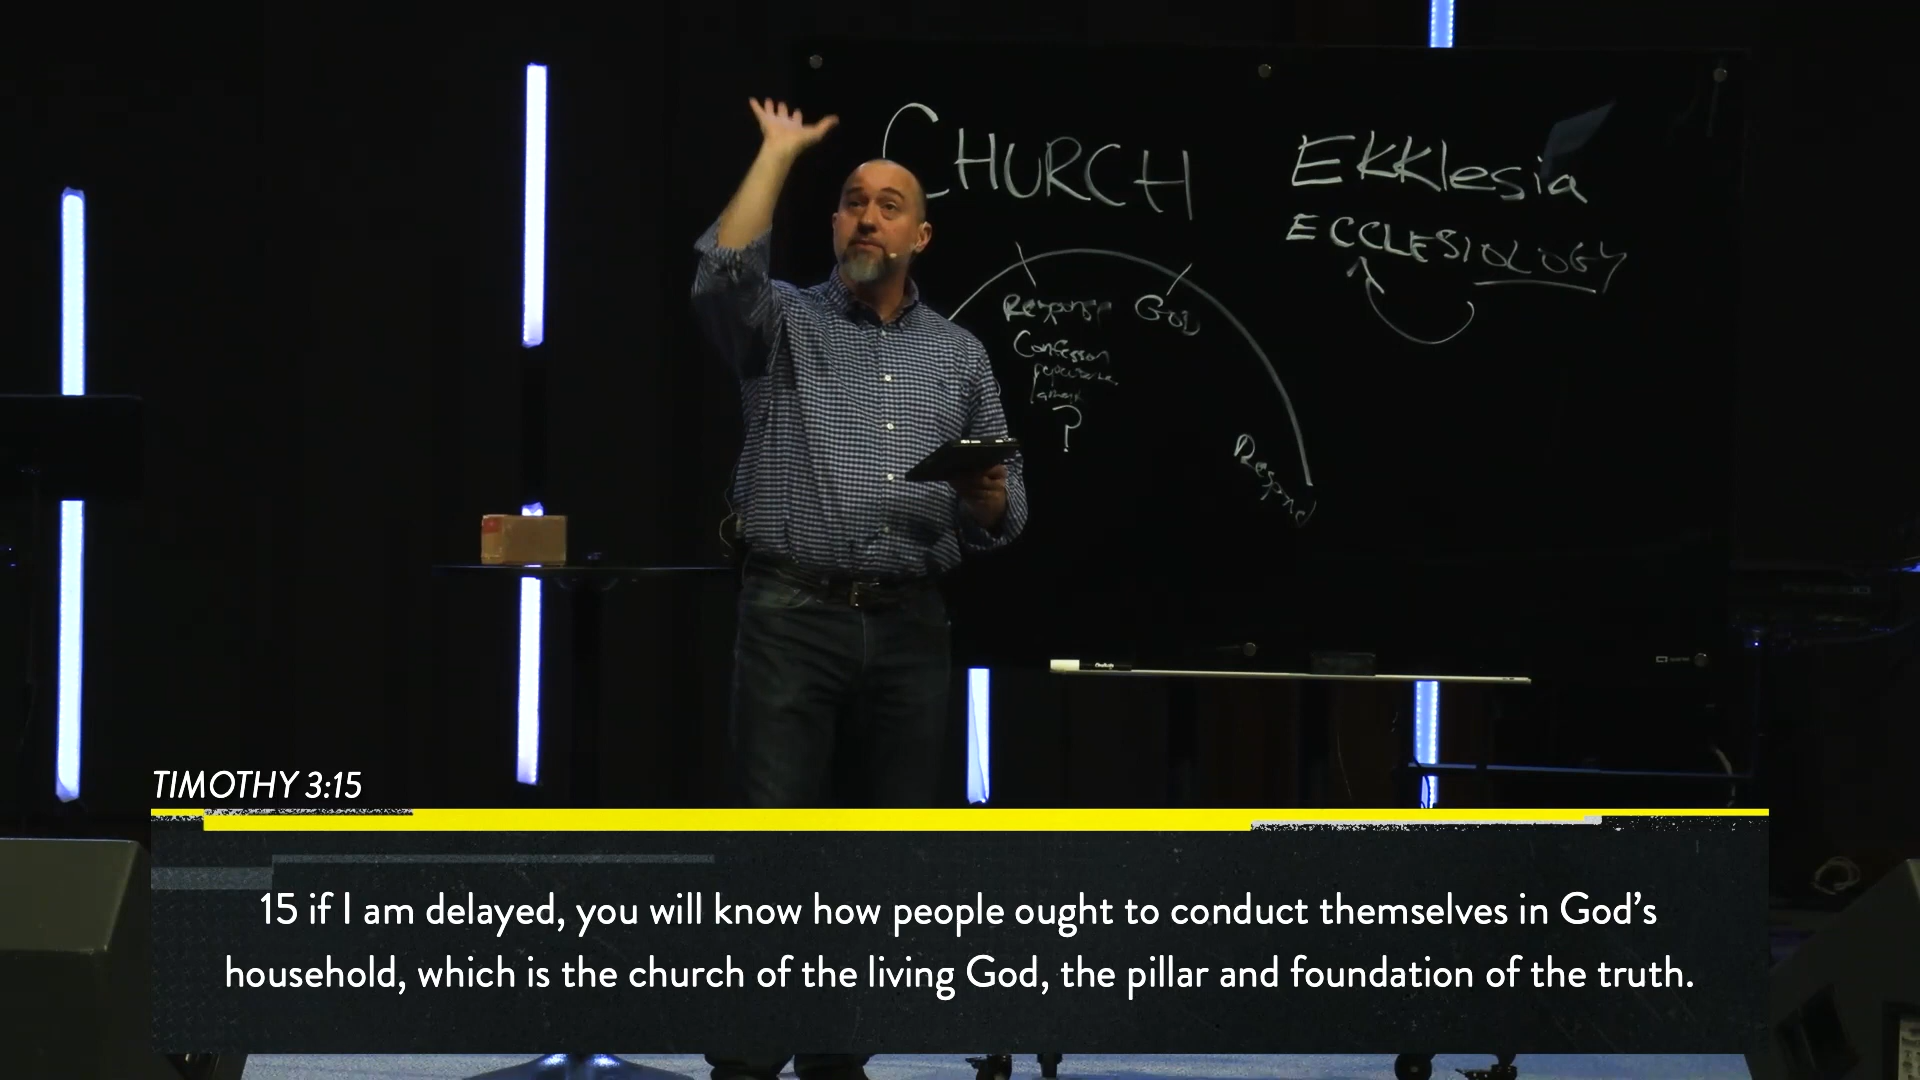 CHURCH
EKKlesia
ECCLESIOLOGY
Response
GOD
Confession
?
Respond
TIMOTHY 3:15
15 if I am delayed, you will know how people ought to conduct themselves in God's
household, which is the church of the living God, the pillar and foundation of the truth.